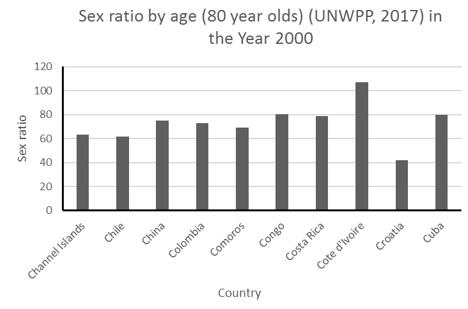 Sex ratio by age (80 year olds) (UNWPP, 2017) in
the Year 2000
120
100
80
60
40
20
0
Sex ratio
Channel Islands
Chile
China
Colombia
Comoros
Congo
Costa Rica
Cote d'Ivoire
Croatia
Cuba
Country